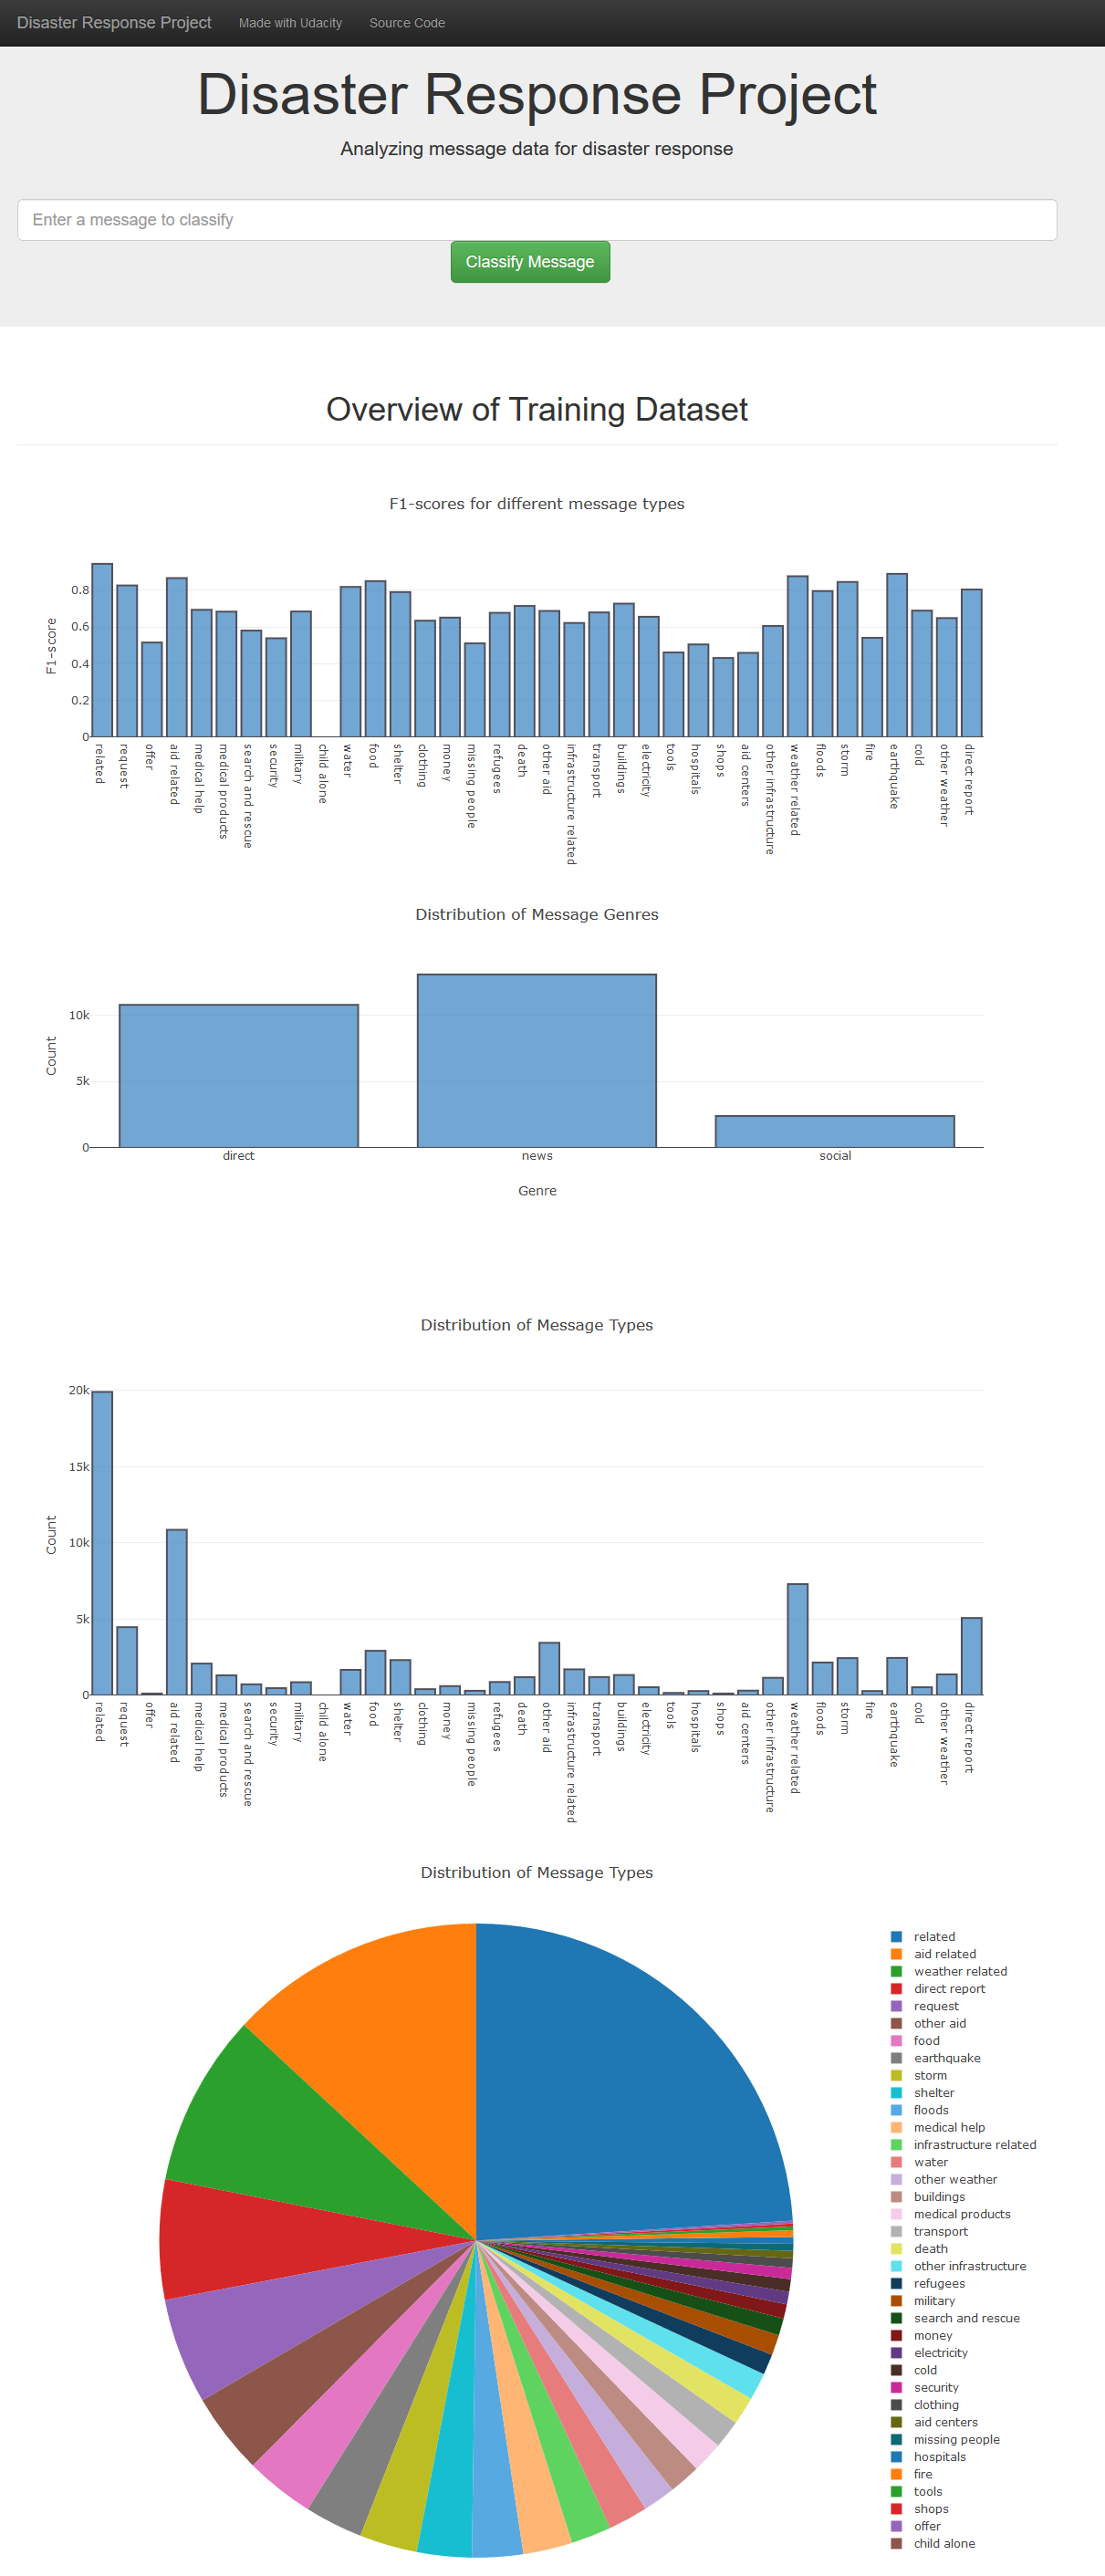 Disaster Response Project Made with Udacity Source Code
Disaster Response Project
Analyzing message data for disaster response
Enter a message to classify
Classify Message
Overview of Training Dataset
F1-scores for different message types
F1-score
0.8
0.6
0.4
0.2
0
related
request
offer
aid related
medical help
medical products
search and rescue
security
military
child alone
water
food
shelter
clothing
money
missing people
refugees
death
other aid
infrastructure related
transport
buildings
electricity
tools
hospitals
shops
aid centers
other infrastructure
weather related
floods
storm
fire
earthquake
cold
other weather
direct report
Distribution of Message Genres
Count
10k
5k
0
direct
news
social
Genre
Distribution of Message Types
Count
20k
15k
10k
5k
0
related
request
offer
aid related
medical help
medical products
search and rescue
security
military
child alone
water
food
shelter
clothing
money
missing people
refugees
death
other aid
infrastructure related
transport
buildings
electricity
tools
hospitals
shops
aid centers
other infrastructure
weather related
floods
storm
fire
earthquake
cold
other weather
direct report
Distribution of Message Types
related
aid related
weather related
direct report
request
other aid
food
earthquake
storm
shelter
floods
medical help
infrastructure related
water
other weather
buildings
medical products
transport
death
other infrastructure
refugees
military
search and rescue
money
electricity
cold
security
clothing
aid centers
missing people
hospitals
fire
tools
shops
offer
child alone